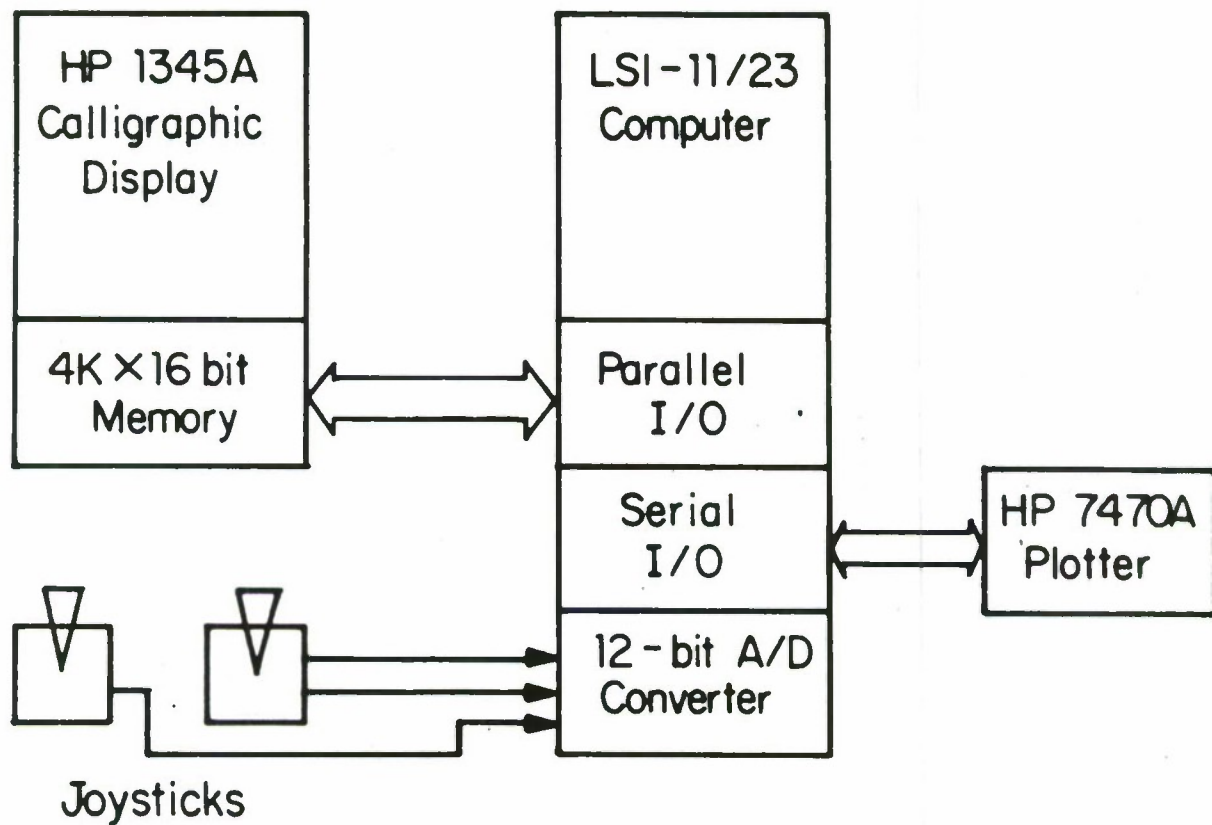 HP 1345A
Calligraphic
Display
4K × 16 bit
Memory
LSI-11/23
Computer
Parallel
I/O
Serial
I/O
12-bit A/D
Converter
HP 7470A
Plotter
Joysticks